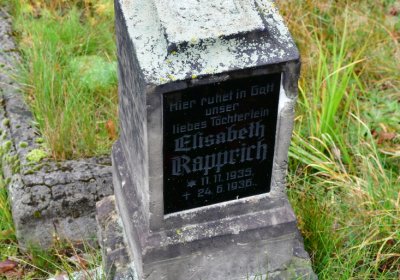 Hier ruhet in Gott
unser
liebes Töchterlein
Elisabeth
Rapprich
* 11.11.1935,
† 24.6.1936.